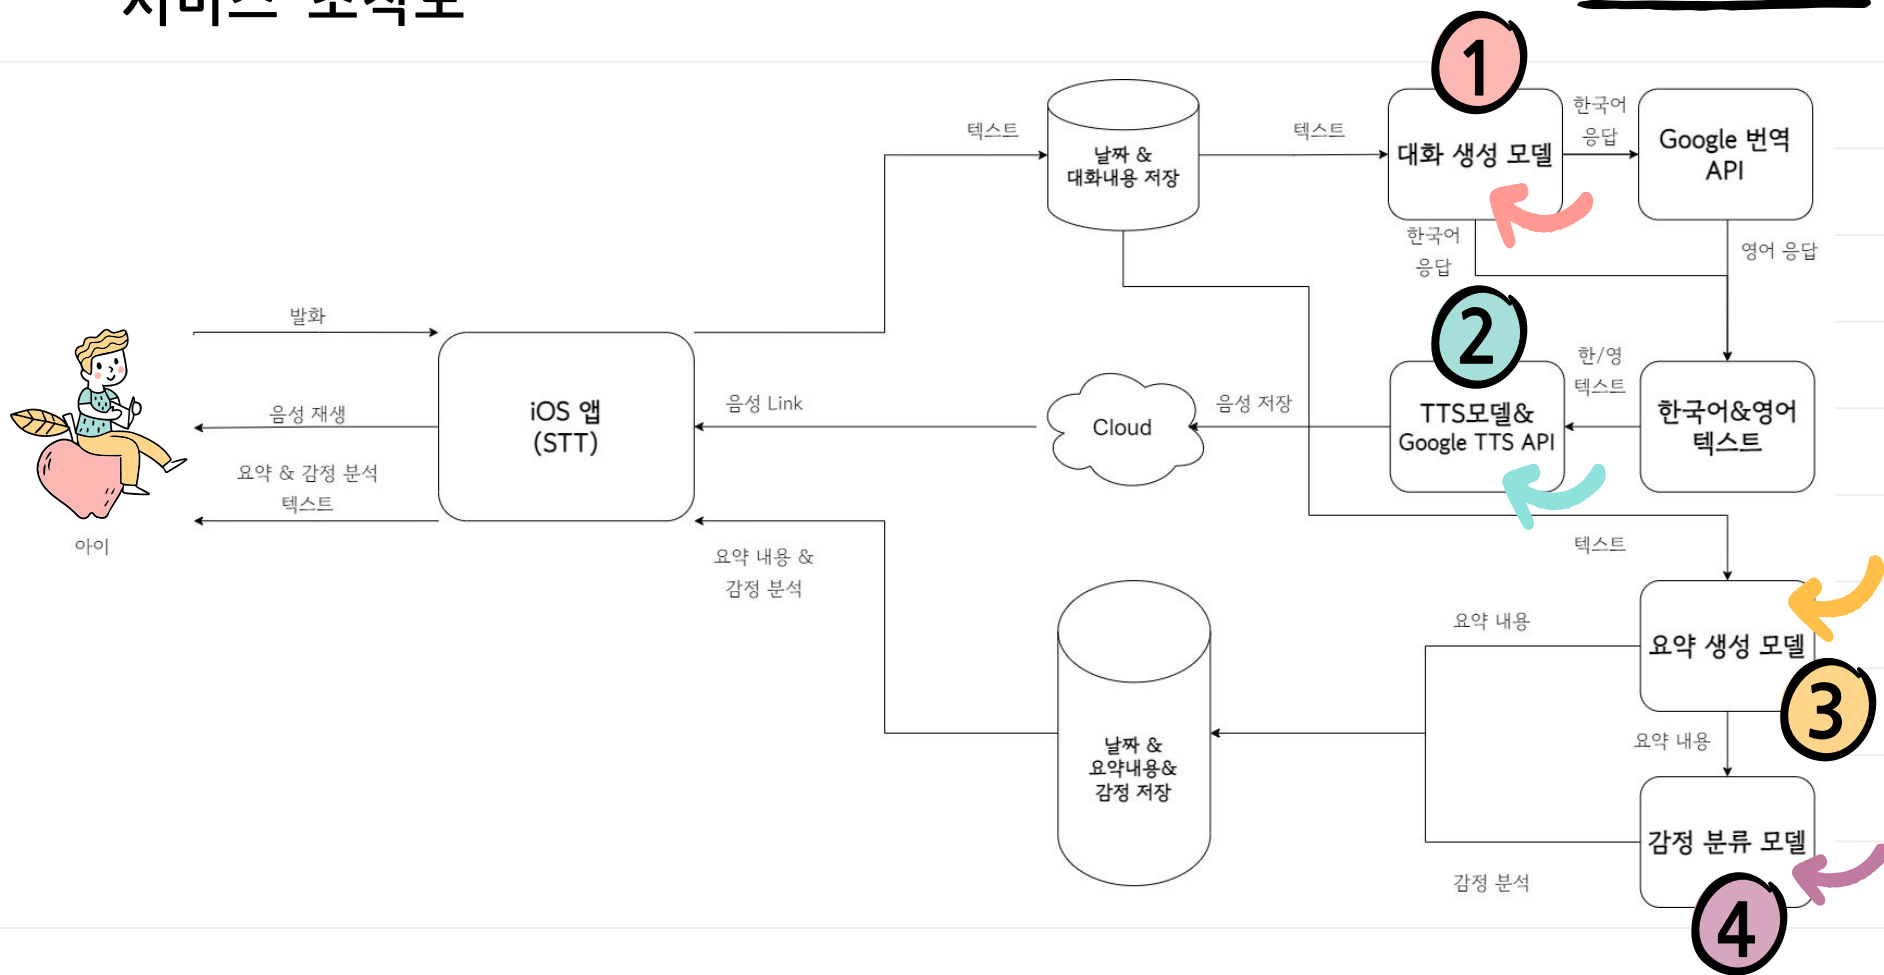 서비스 조직도
1
텍스트
날짜 &
대화내용 저장
텍스트
대화 생성 모델
한국어
응답
Google 번역
API
한국어
응답
영어 응답
발화
음성 재생
요약 & 감정 분석
텍스트
아이
iOS 앱
(STT)
음성 Link
Cloud
음성 저장
2
TTS모델&
Google TTS API
한/영
텍스트
한국어&영어
텍스트
요약 내용 &
감정 분석
텍스트
날짜 &
요약내용&
감정 저장
요약 내용
요약 생성 모델
3
요약 내용
감정 분류 모델
감정 분석
4